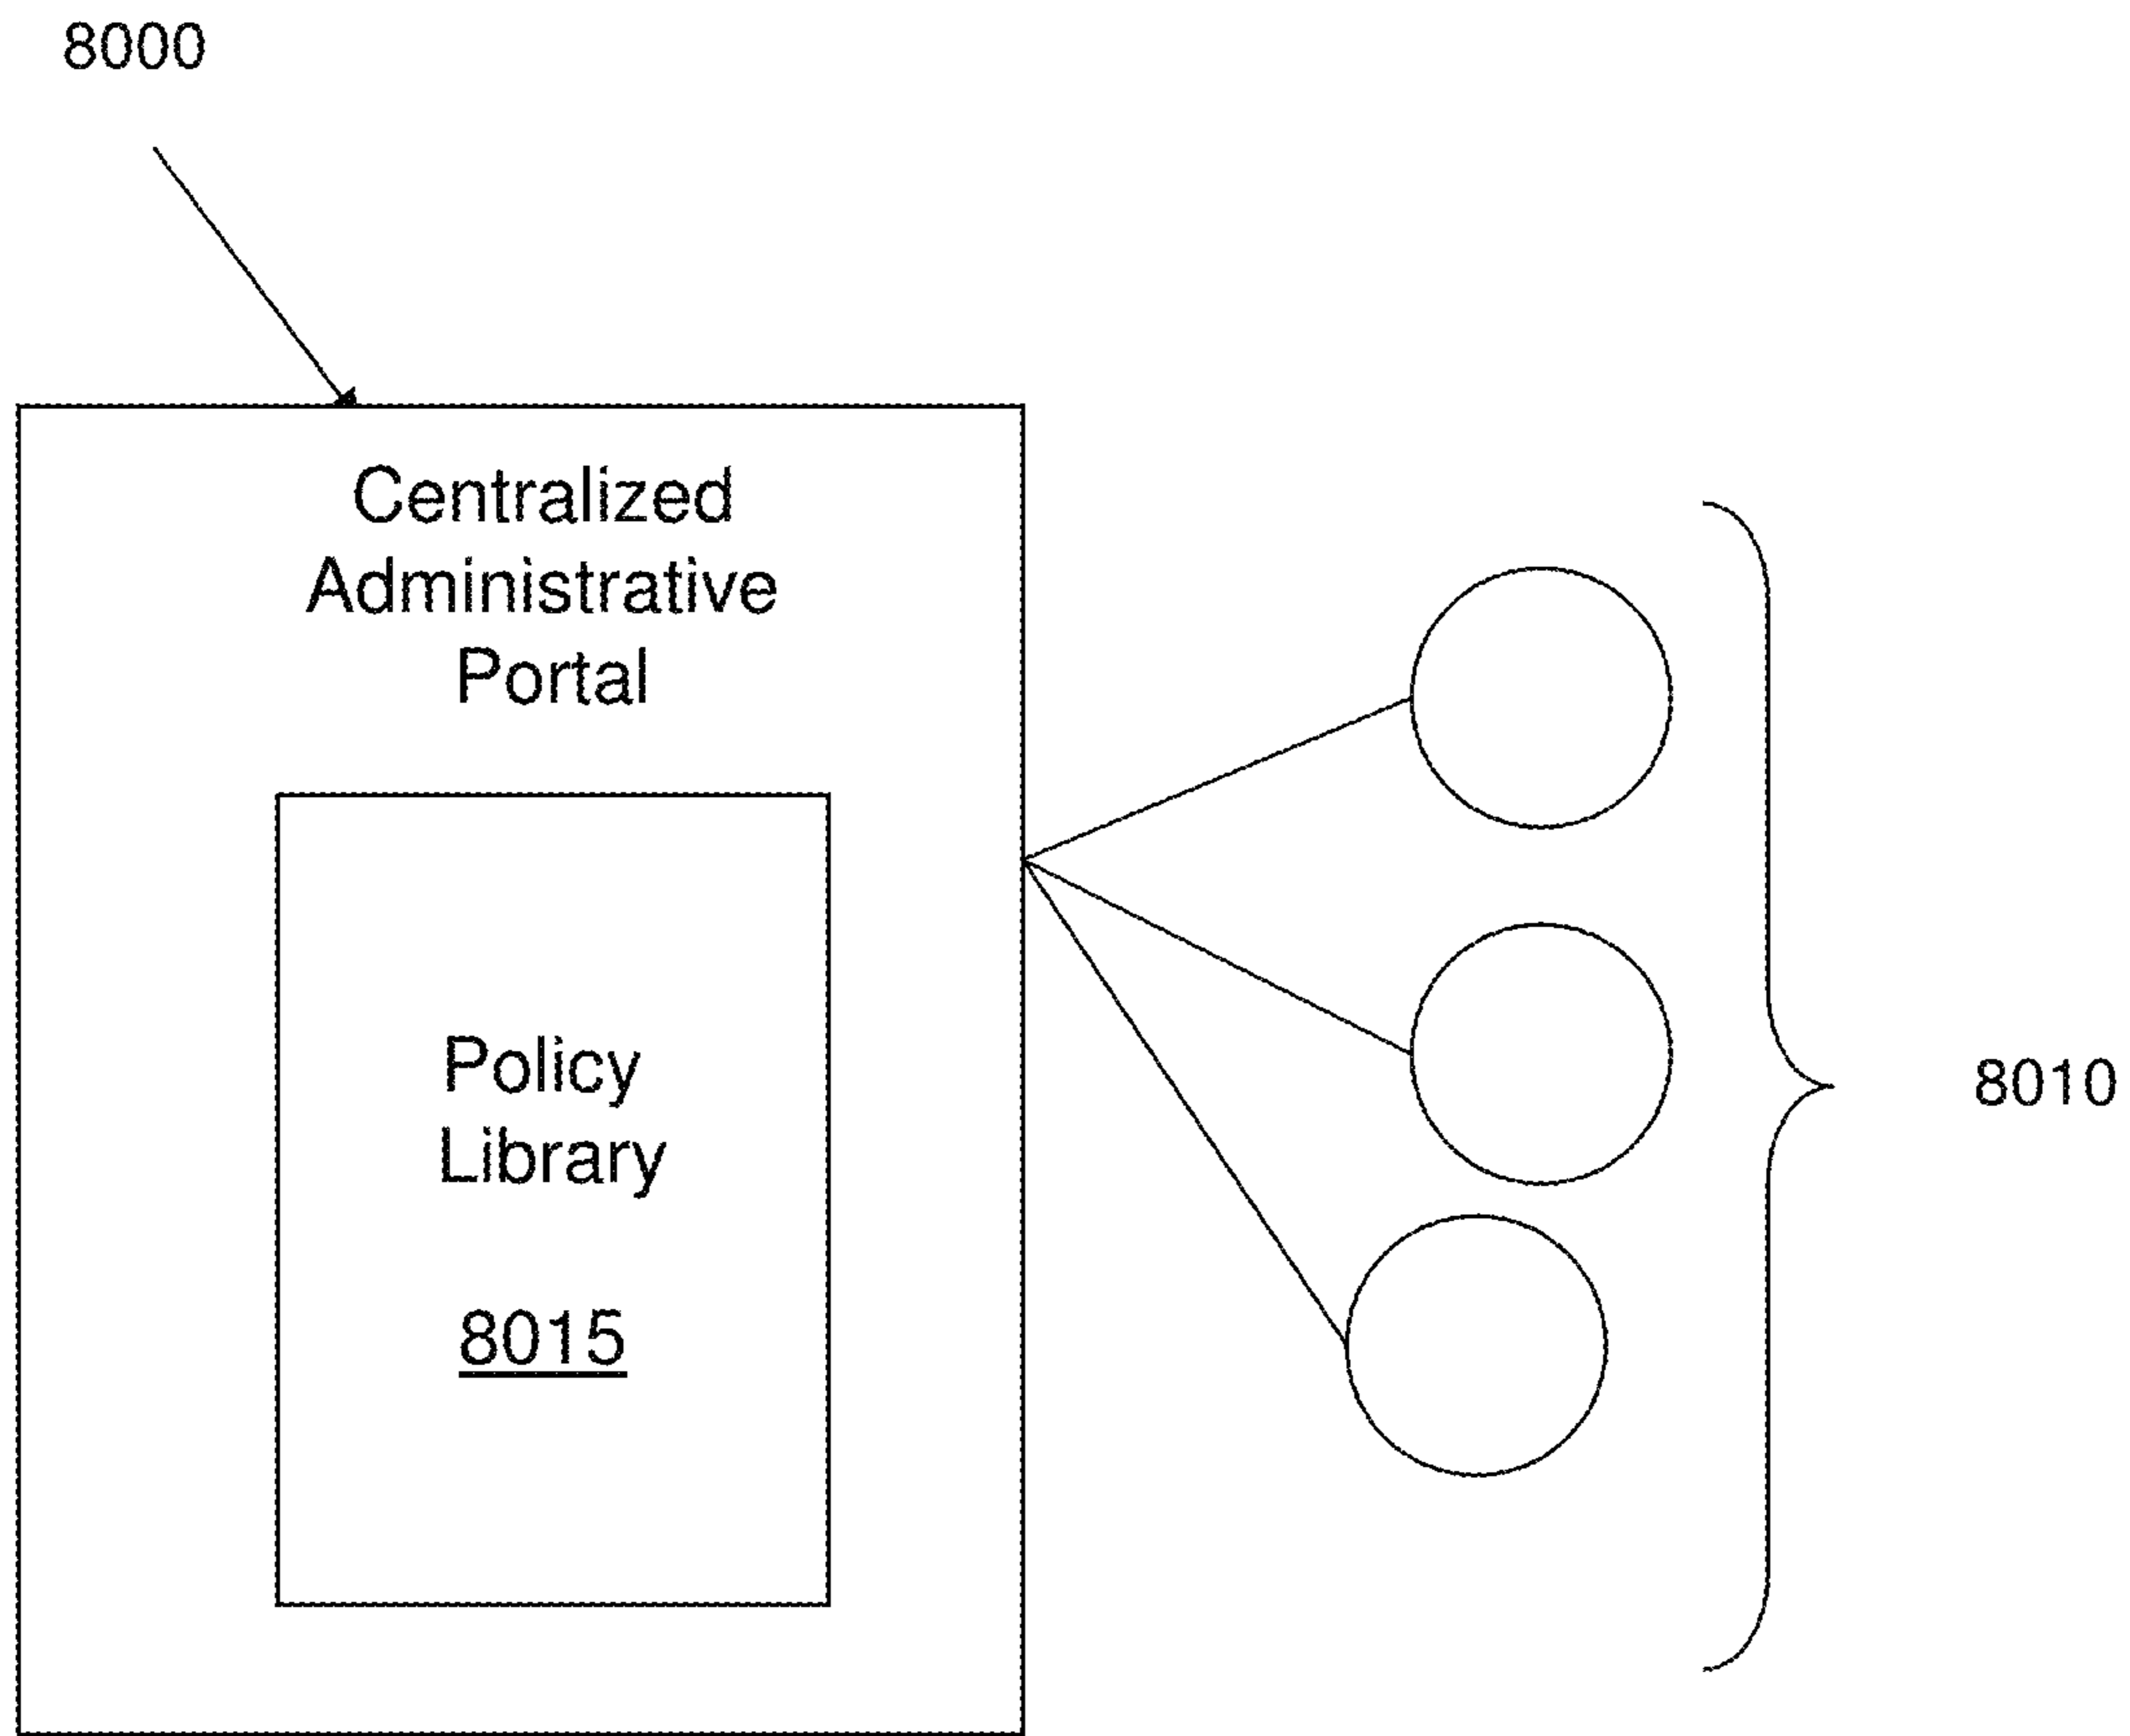 8000
Centralized
Administrative
Portal
Policy
Library
8015
8010